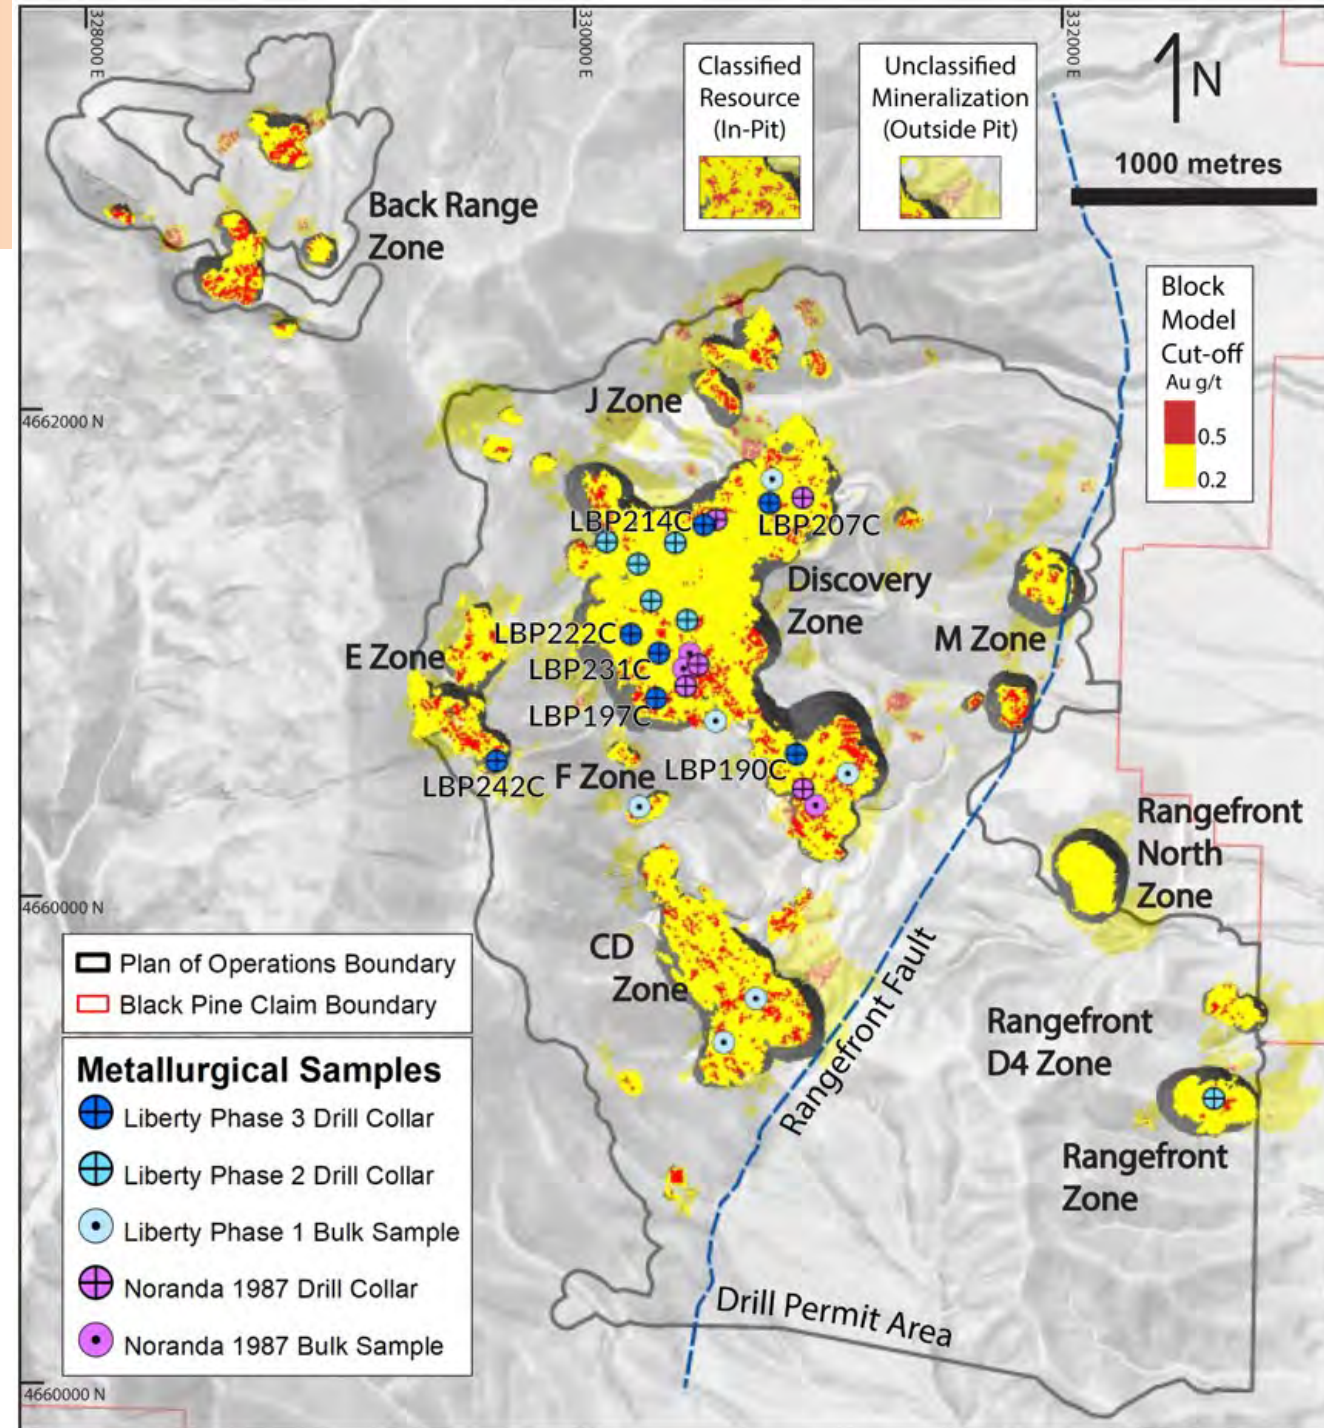 328000 E
330000 E
332000 E
Classified
Resource
(In-Pit)
Unclassified
Mineralization
(Outside Pit)
N
1000 metres
Back Range
Zone
Block
Model
Cut-off
Au g/t
0.5
0.2
J Zone
4662000 N
LBP214C
LBP207C
Discovery
Zone
LBP222C
M Zone
E Zone
LBP231C
LBP197C
LBP190C
F Zone
LBP242C
Rangefront
North
Zone
4660000 N
CD
Zone
Rangefront Fault
Plan of Operations Boundary
Black Pine Claim Boundary
Rangefront
D4 Zone
Rangefront
Zone
Metallurgical Samples
Liberty Phase 3 Drill Collar
Liberty Phase 2 Drill Collar
Liberty Phase 1 Bulk Sample
Noranda 1987 Drill Collar
Noranda 1987 Bulk Sample
Drill Permit Area
4660000 N